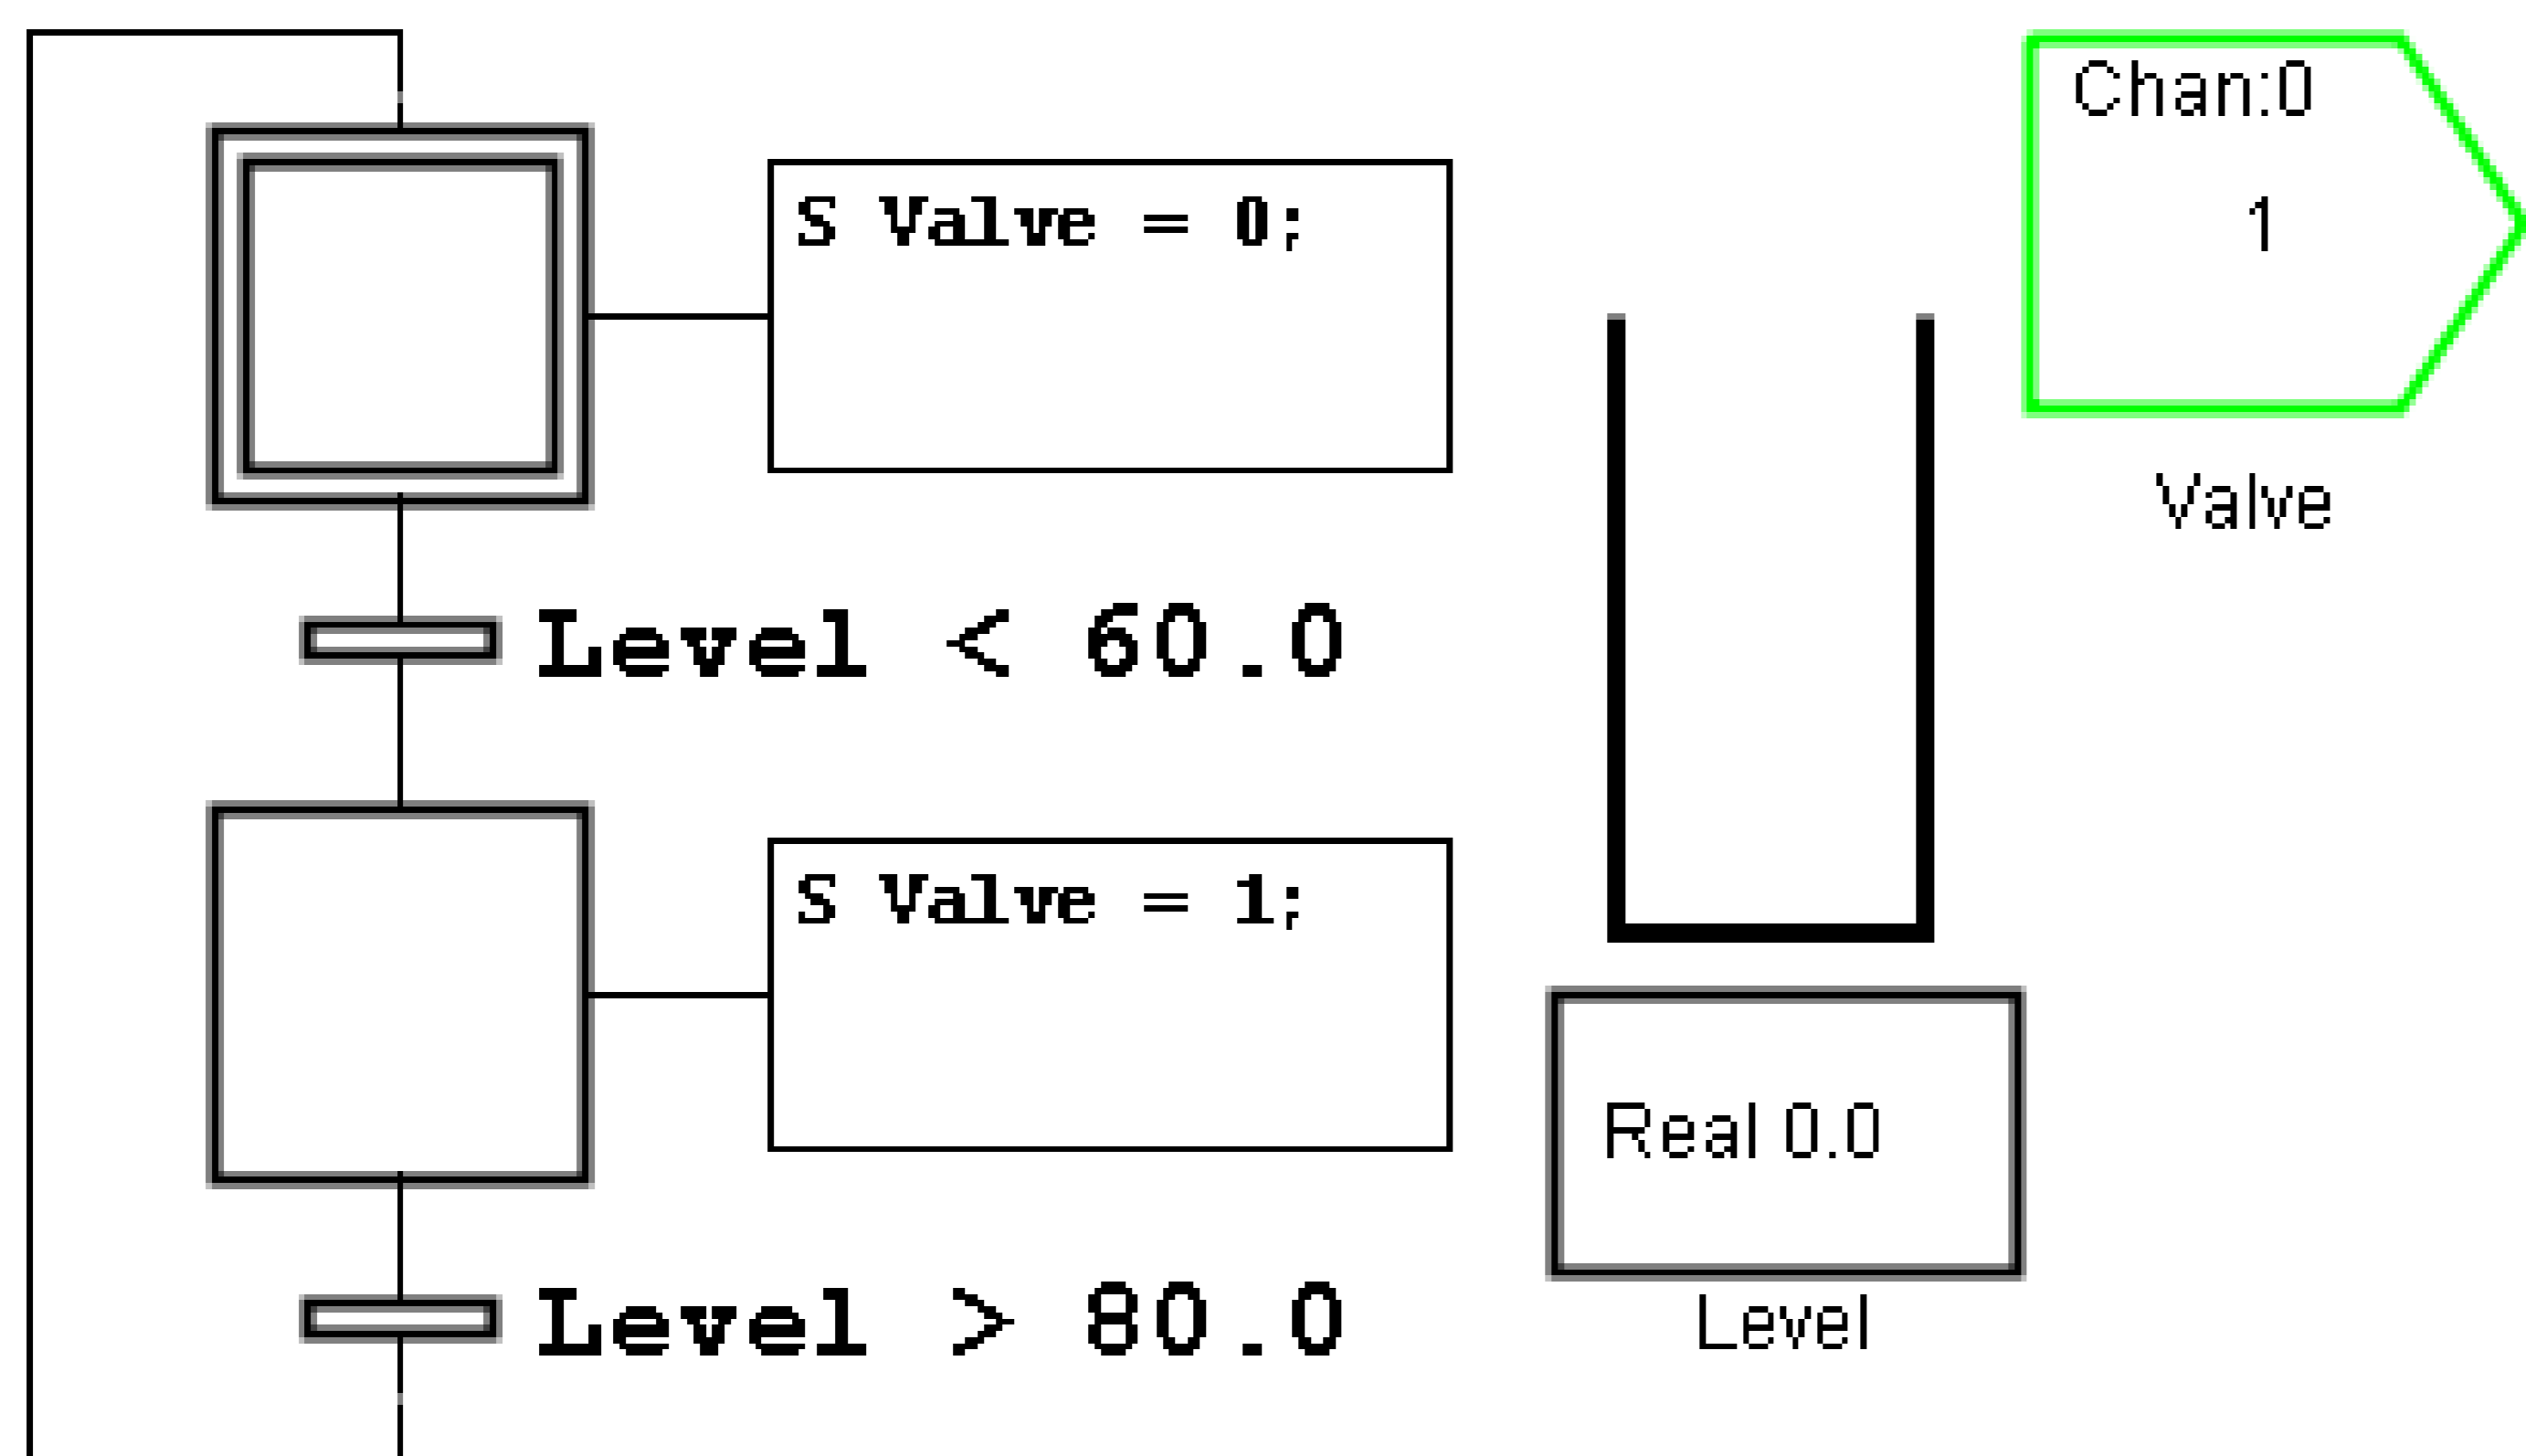 S Valve = 0;
Level < 60.0
S Valve = 1;
Level > 80.0
Chan:0
1
Valve
Real 0.0
Level